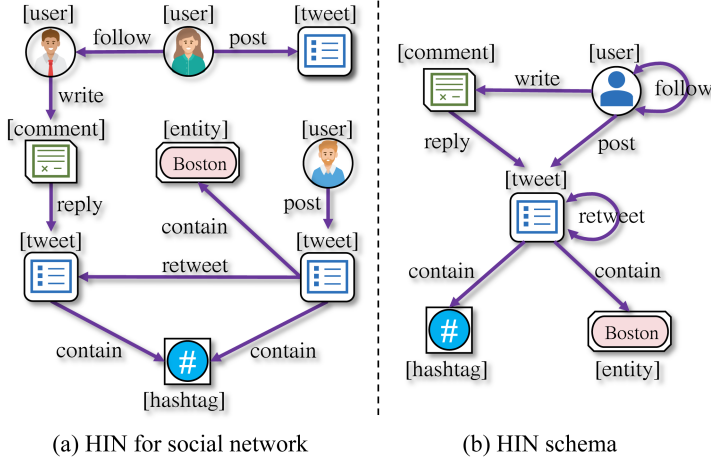 [user]
[user]
[tweet]
follow
post
write
[comment]
[entity]
[user]
Boston
reply
contain
post
[tweet]
[tweet]
retweet
contain
contain
#
[hashtag]
(a) HIN for social network
[comment]
[user]
write
follow
reply
post
[tweet]
retweet
contain
contain
#
Boston
[hashtag]
[entity]
(b) HIN schema